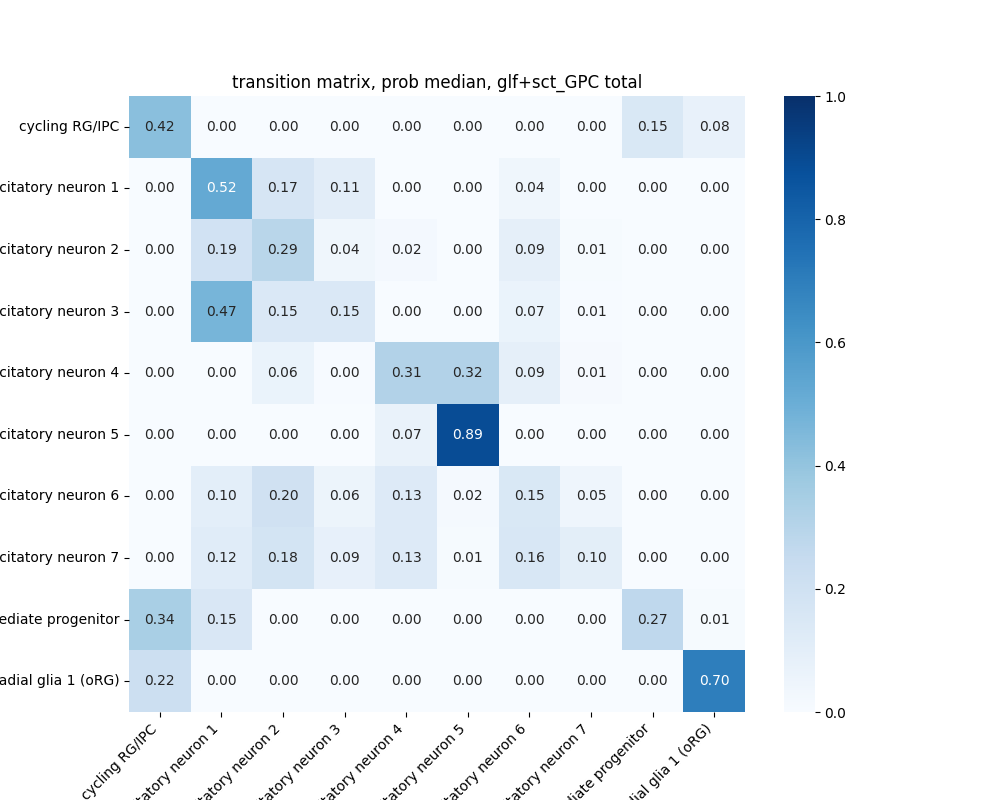 transition matrix, prob median, glf+sct_GPC total
cycling RG/IPC 0.42 0.00 0.00 0.00 0.00 0.00 0.00 0.00 0.15 0.08
citatory neuron 1 0.00 0.52 0.17 0.11 0.00 0.00 0.04 0.00 0.00 0.00
citatory neuron 2 0.00 0.19 0.29 0.04 0.02 0.00 0.09 0.01 0.00 0.00
citatory neuron 3 0.00 0.47 0.15 0.15 0.00 0.00 0.07 0.01 0.00 0.00
citatory neuron 4 0.00 0.00 0.06 0.00 0.31 0.32 0.09 0.01 0.00 0.00
citatory neuron 5 0.00 0.00 0.00 0.00 0.07 0.89 0.00 0.00 0.00 0.00
citatory neuron 6 0.00 0.10 0.20 0.06 0.13 0.02 0.15 0.05 0.00 0.00
citatory neuron 7 0.00 0.12 0.18 0.09 0.13 0.01 0.16 0.10 0.00 0.00
ediate progenitor 0.34 0.15 0.00 0.00 0.00 0.00 0.00 0.00 0.27 0.01
adial glia 1 (oRG) 0.22 0.00 0.00 0.00 0.00 0.00 0.00 0.00 0.00 0.70
cycling RG/IPC
tatory neuron 1
tatory neuron 2
tatory neuron 3
tatory neuron 4
tatory neuron 5
tatory neuron 6
tatory neuron 7
diate progenitor
dial glia 1 (oRG)
1.0
0.8
0.6
0.4
0.2
0.0